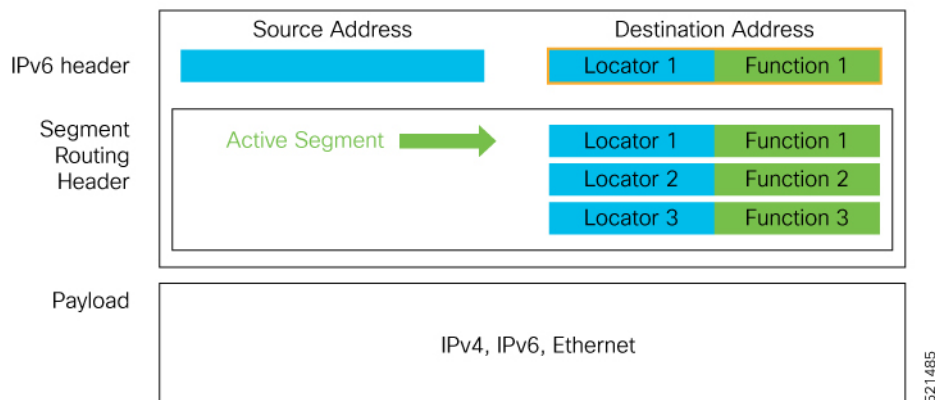 Source Address Destination Address
IPv6 header Locator 1 Function 1
Segment Routing Header
Active Segment Locator 1 Function 1
Locator 2 Function 2
Locator 3 Function 3
Payload
IPv4, IPv6, Ethernet
521485